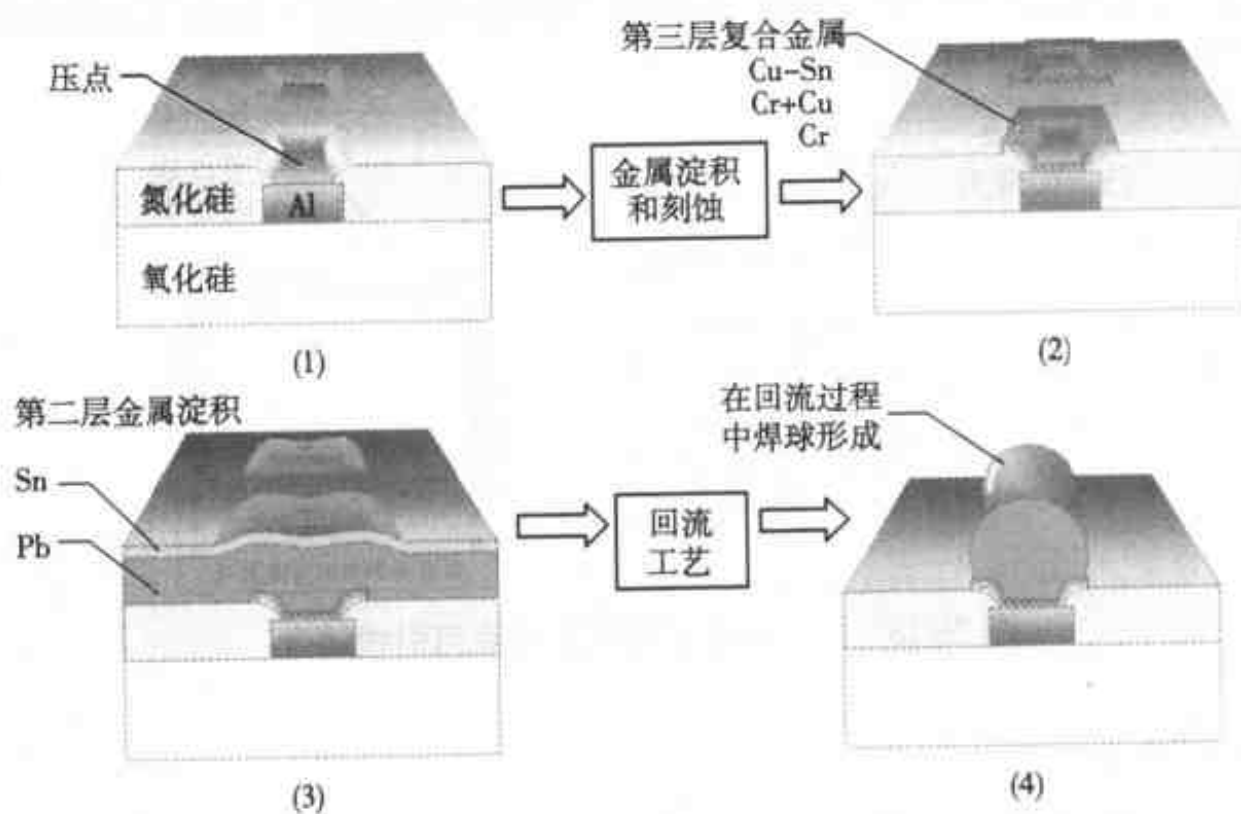 压点
氮化硅
Al
氧化硅
(1)
金属淀积
和刻蚀
第三层复合金属
Cu-Sn
Cr+Cu
Cr
(2)
第二层金属淀积
Sn
Pb
(3)
回流
工艺
在回流过程
中焊球形成
(4)